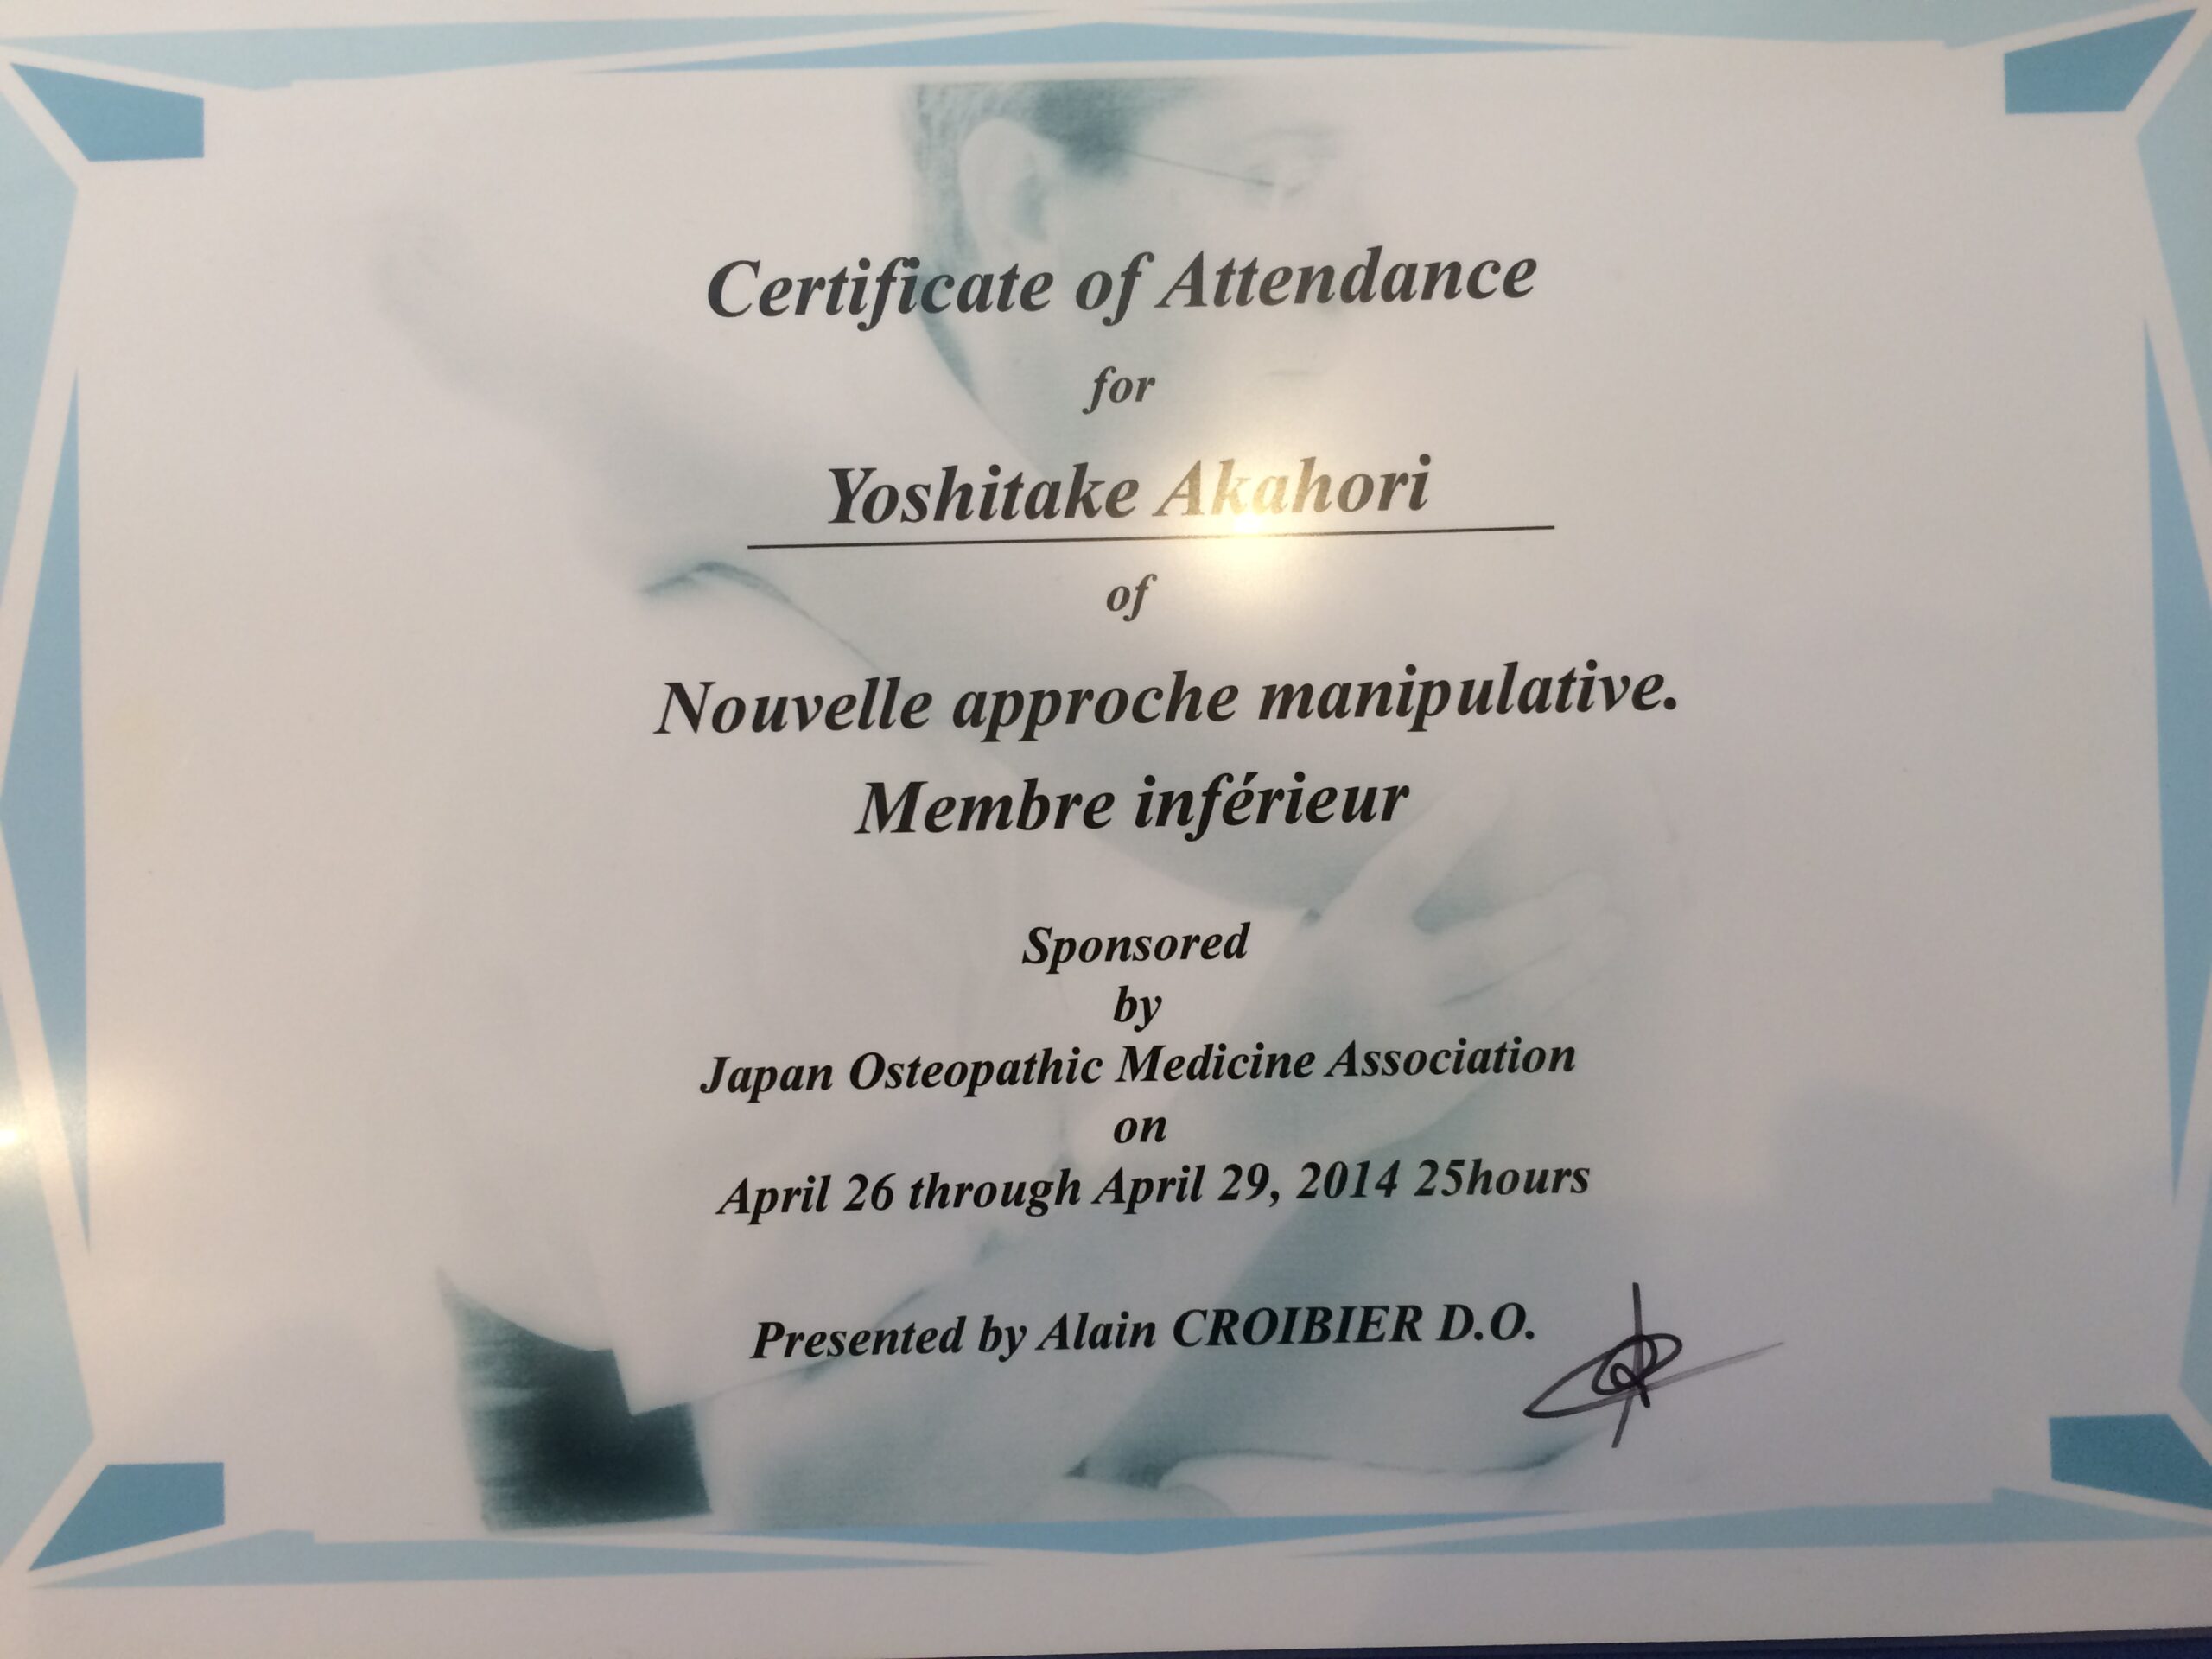 Certificate of Attendance
for
Yoshitake Akahori
of
Nouvelle approche manipulative.
Membre inférieur
Sponsored
by
Japan Osteopathic Medicine Association
on
April 26 through April 29, 2014 25hours
Presented by Alain CROIBIER D.O.